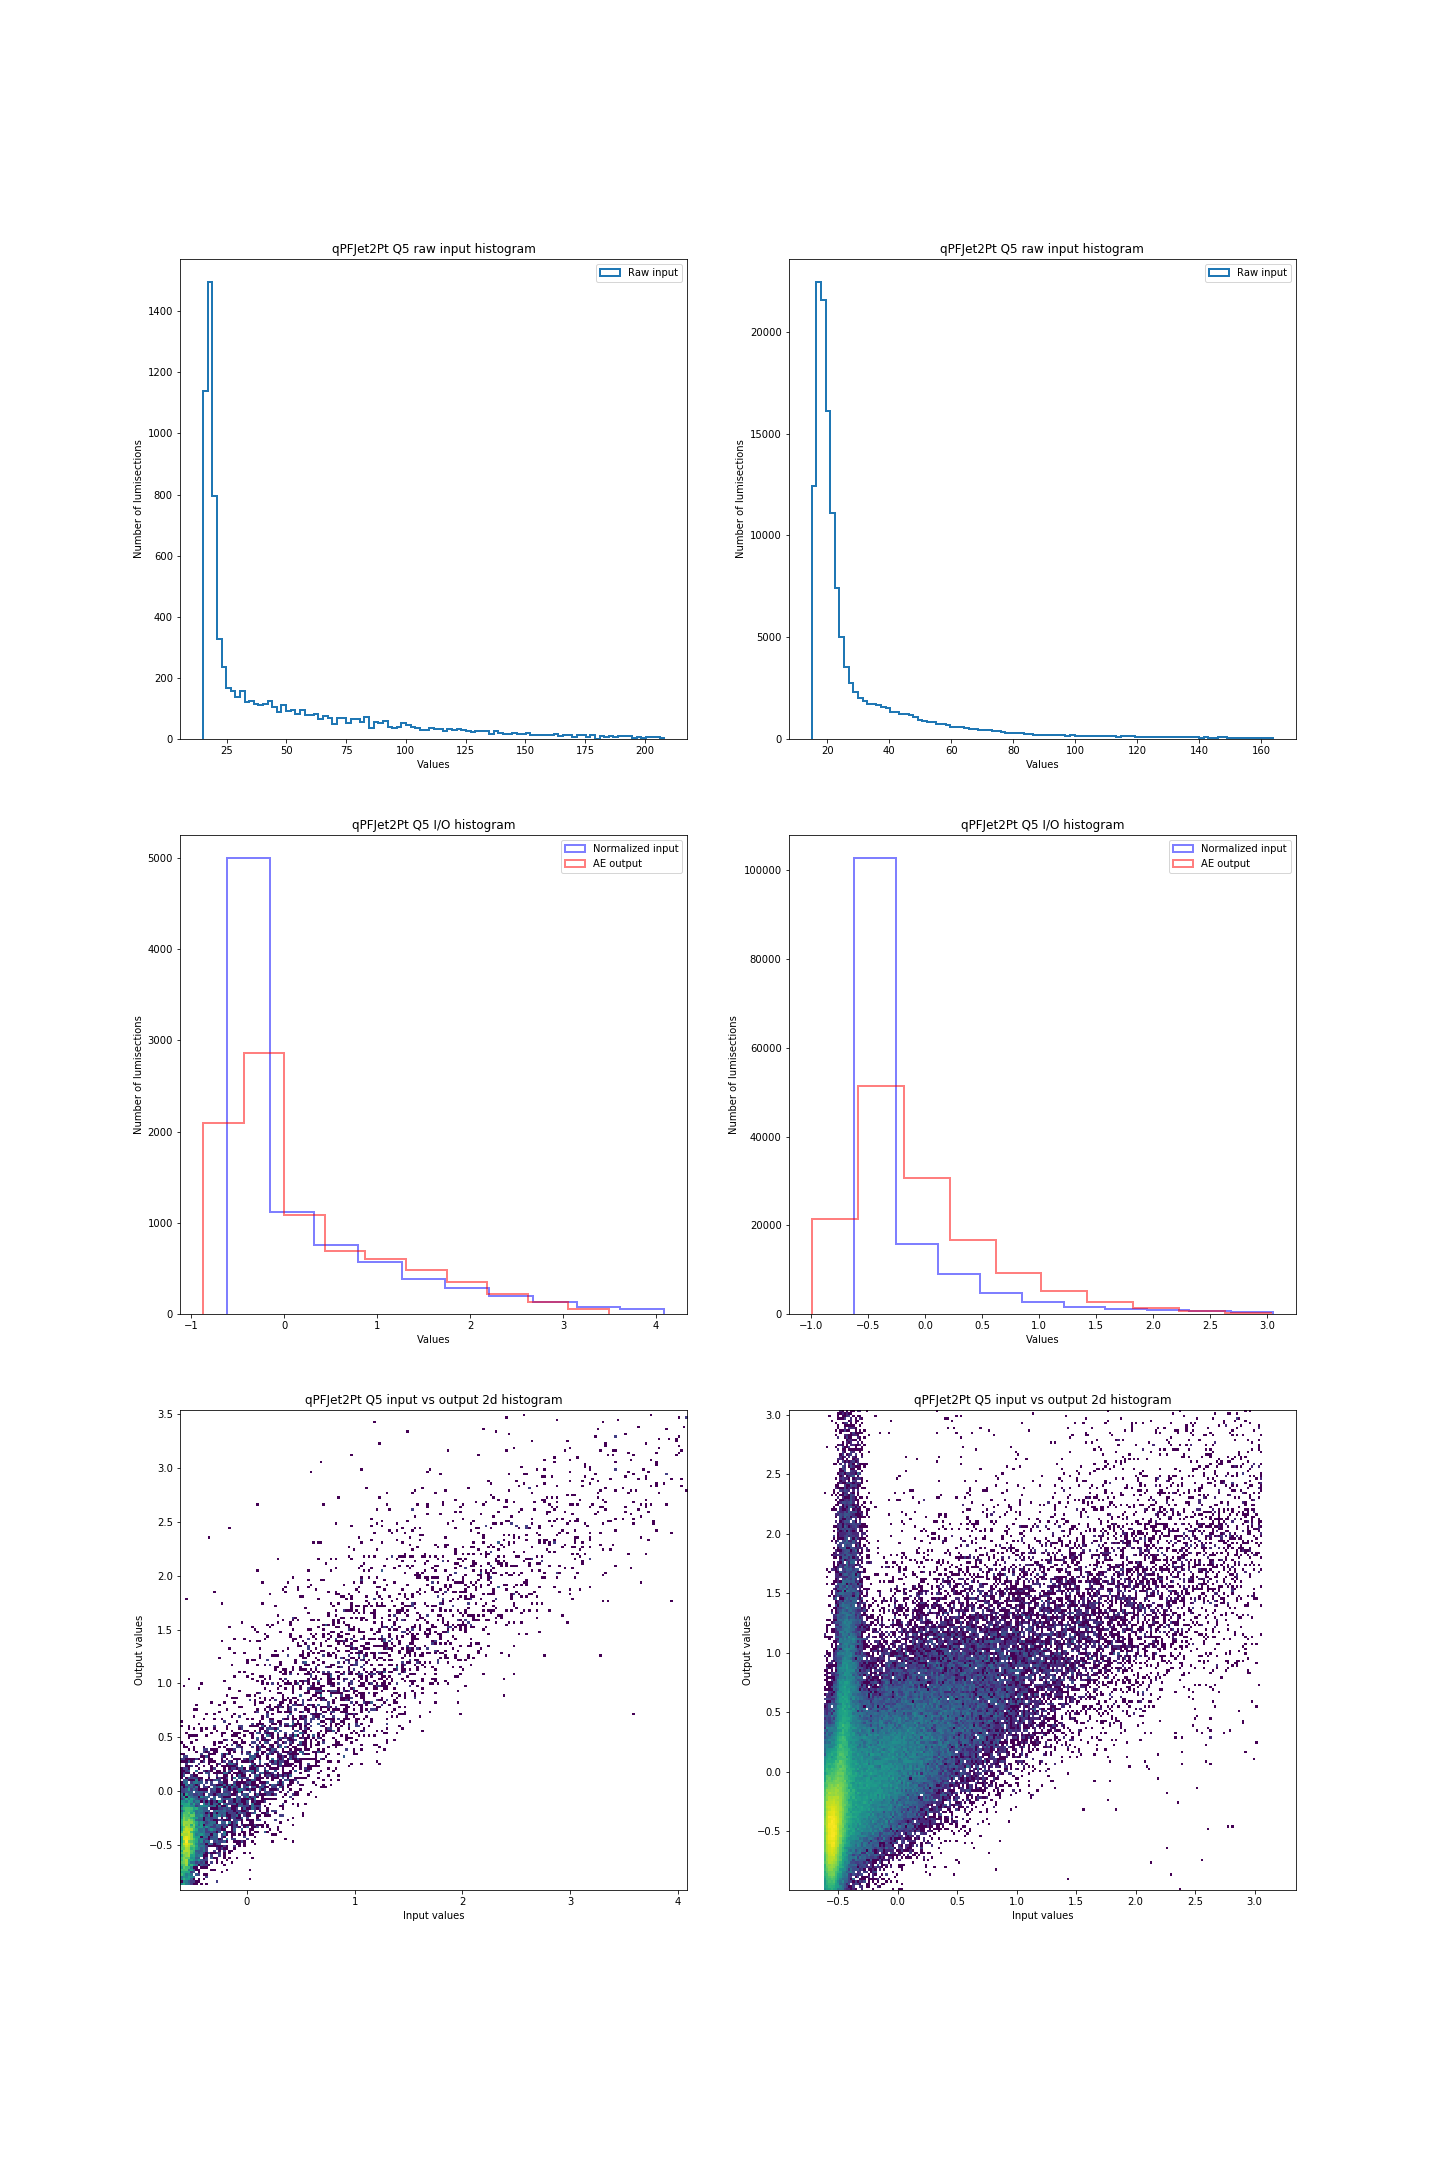 qPFJet2Pt Q5 raw input histogram
Raw input
Number of lumisections
1400
1200
1000
800
600
400
200
0
25 50 75 100 125 150 175 200
Values
qPFJet2Pt Q5 raw input histogram
Raw input
Number of lumisections
20000
15000
10000
5000
0
20 40 60 80 100 120 140 160
Values
qPFJet2Pt Q5 I/O histogram
Normalized input
AE output
Number of lumisections
5000
4000
3000
2000
1000
0
−1 0 1 2 3 4
Values
qPFJet2Pt Q5 I/O histogram
Normalized input
AE output
Number of lumisections
100000
80000
60000
40000
20000
0
−1.0 −0.5 0.0 0.5 1.0 1.5 2.0 2.5 3.0
Values
qPFJet2Pt Q5 input vs output 2d histogram
Output values
3.5
3.0
2.5
2.0
1.5
1.0
0.5
0.0
−0.5
0 1 2 3 4
Input values
qPFJet2Pt Q5 input vs output 2d histogram
Output values
3.0
2.5
2.0
1.5
1.0
0.5
0.0
−0.5
−0.5 0.0 0.5 1.0 1.5 2.0 2.5 3.0
Input values